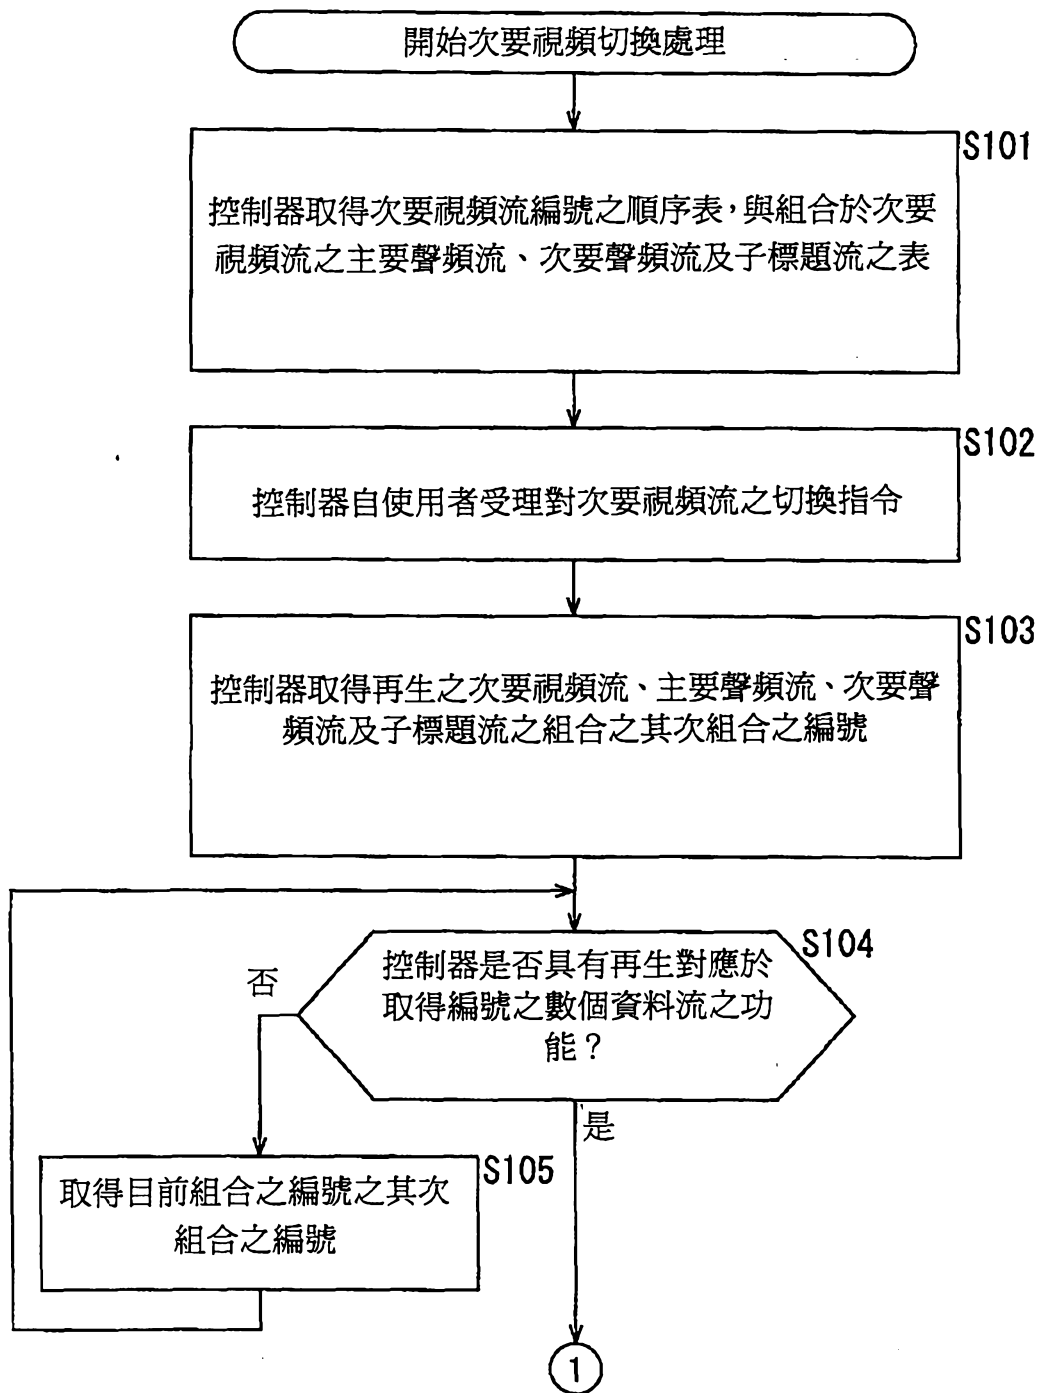 開始次要視頻切換處理
S101
控制器取得次要視頻流編號之順序表,與組合於次要
視頻流之主要聲頻流、次要聲頻流及子標題流之表
S102
控制器自使用者受理對次要視頻流之切換指令
S103
控制器取得再生之次要視頻流、主要聲頻流、次要聲
頻流及子標題流之組合之其次組合之編號
S104
控制器是否具有再生對應於
取得編號之數個資料流之功
能?
否
是
S105
取得目前組合之編號之其次
組合之編號
1